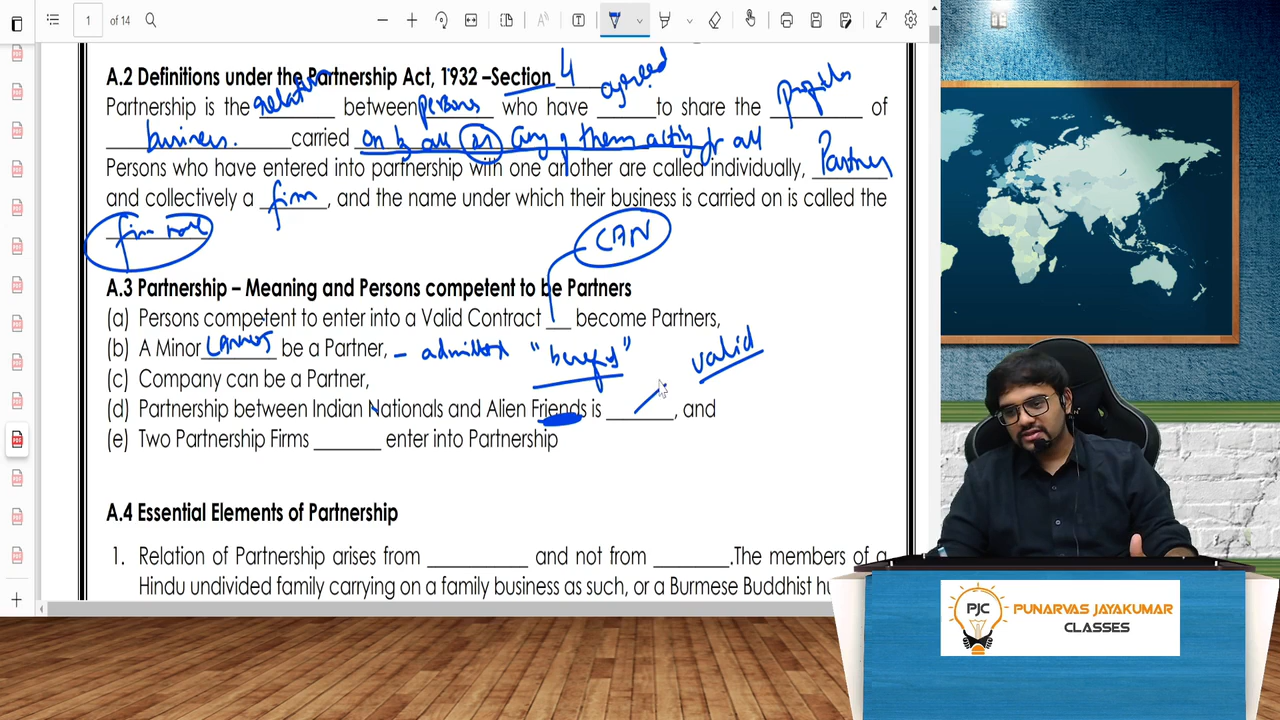 1 of 14
A.2 Definitions under the Partnership Act, 1932 –Section 4
Partnership is the relation between persons who have agreed to share the profits of
business. carried on by all or any of them acting for all
Persons who have entered into partnership with one another are called individually, Partner
and collectively a firm, and the name under which their business is carried on is called the
firm name
CAN
A.3 Partnership – Meaning and Persons competent to be Partners
(a) Persons competent to enter into a Valid Contract ___ become Partners,
(b) A Minor cannot be a Partner, – admitted "benefits"
valid
(c) Company can be a Partner,
(d) Partnership between Indian Nationals and Alien Friends is ________, and
(e) Two Partnership Firms ________ enter into Partnership
A.4 Essential Elements of Partnership
1. Relation of Partnership arises from ___________ and not from _________.The members of a
Hindu undivided family carrying on a family business as such, or a Burmese Buddhist hu
PJC PUNARVAS JAYAKUMAR
CLASSES